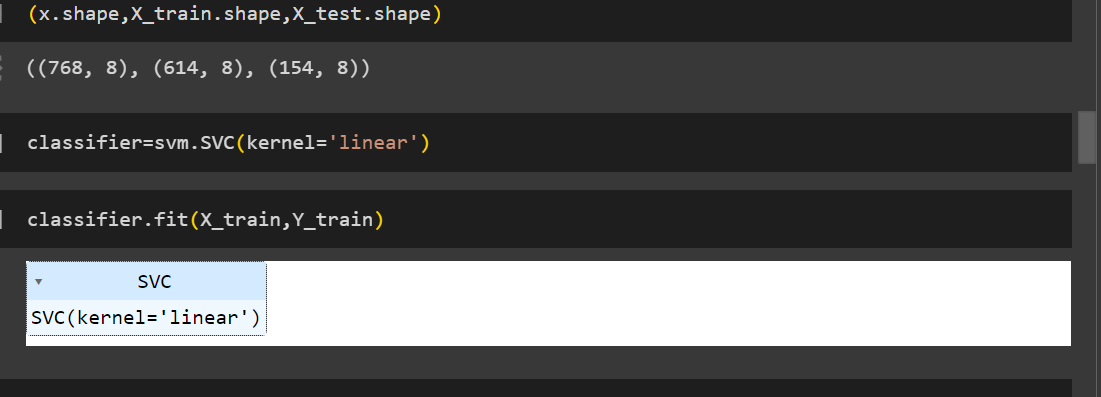 (x.shape,X_train.shape,X_test.shape)
((768, 8), (614, 8), (154, 8))
classifier=svm.SVC(kernel='linear')
classifier.fit(X_train,Y_train)
SVC
SVC(kernel='linear')